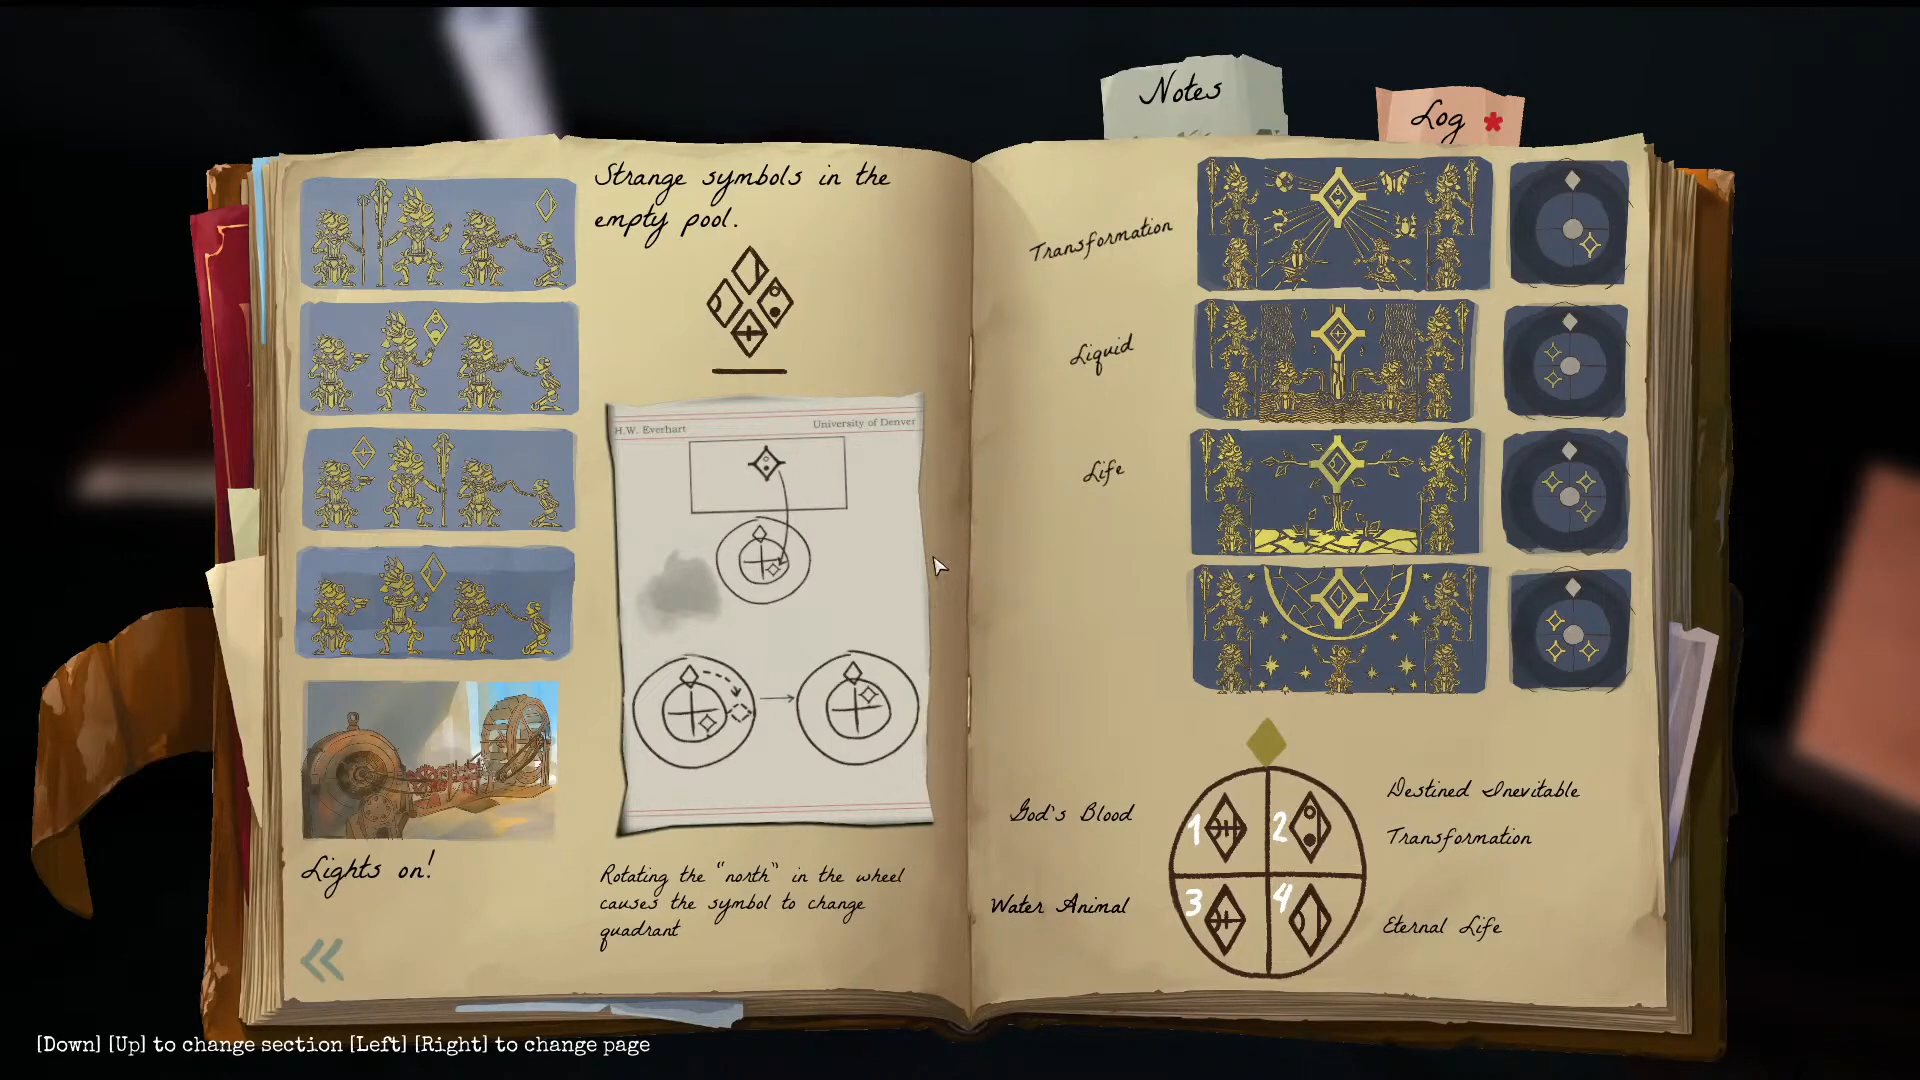 Notes
Log *
Strange symbols in the
empty pool.
H.W. Everhart
University of Denver
Rotating the "north" in the wheel
causes the symbol to change
quadrant
Lights on!
Transformation
Liquid
Life
God's Blood
Water Animal
1
2
3
4
Destined Inevitable
Transformation
Eternal Life
[Down] [Up] to change section [Left] [Right] to change page